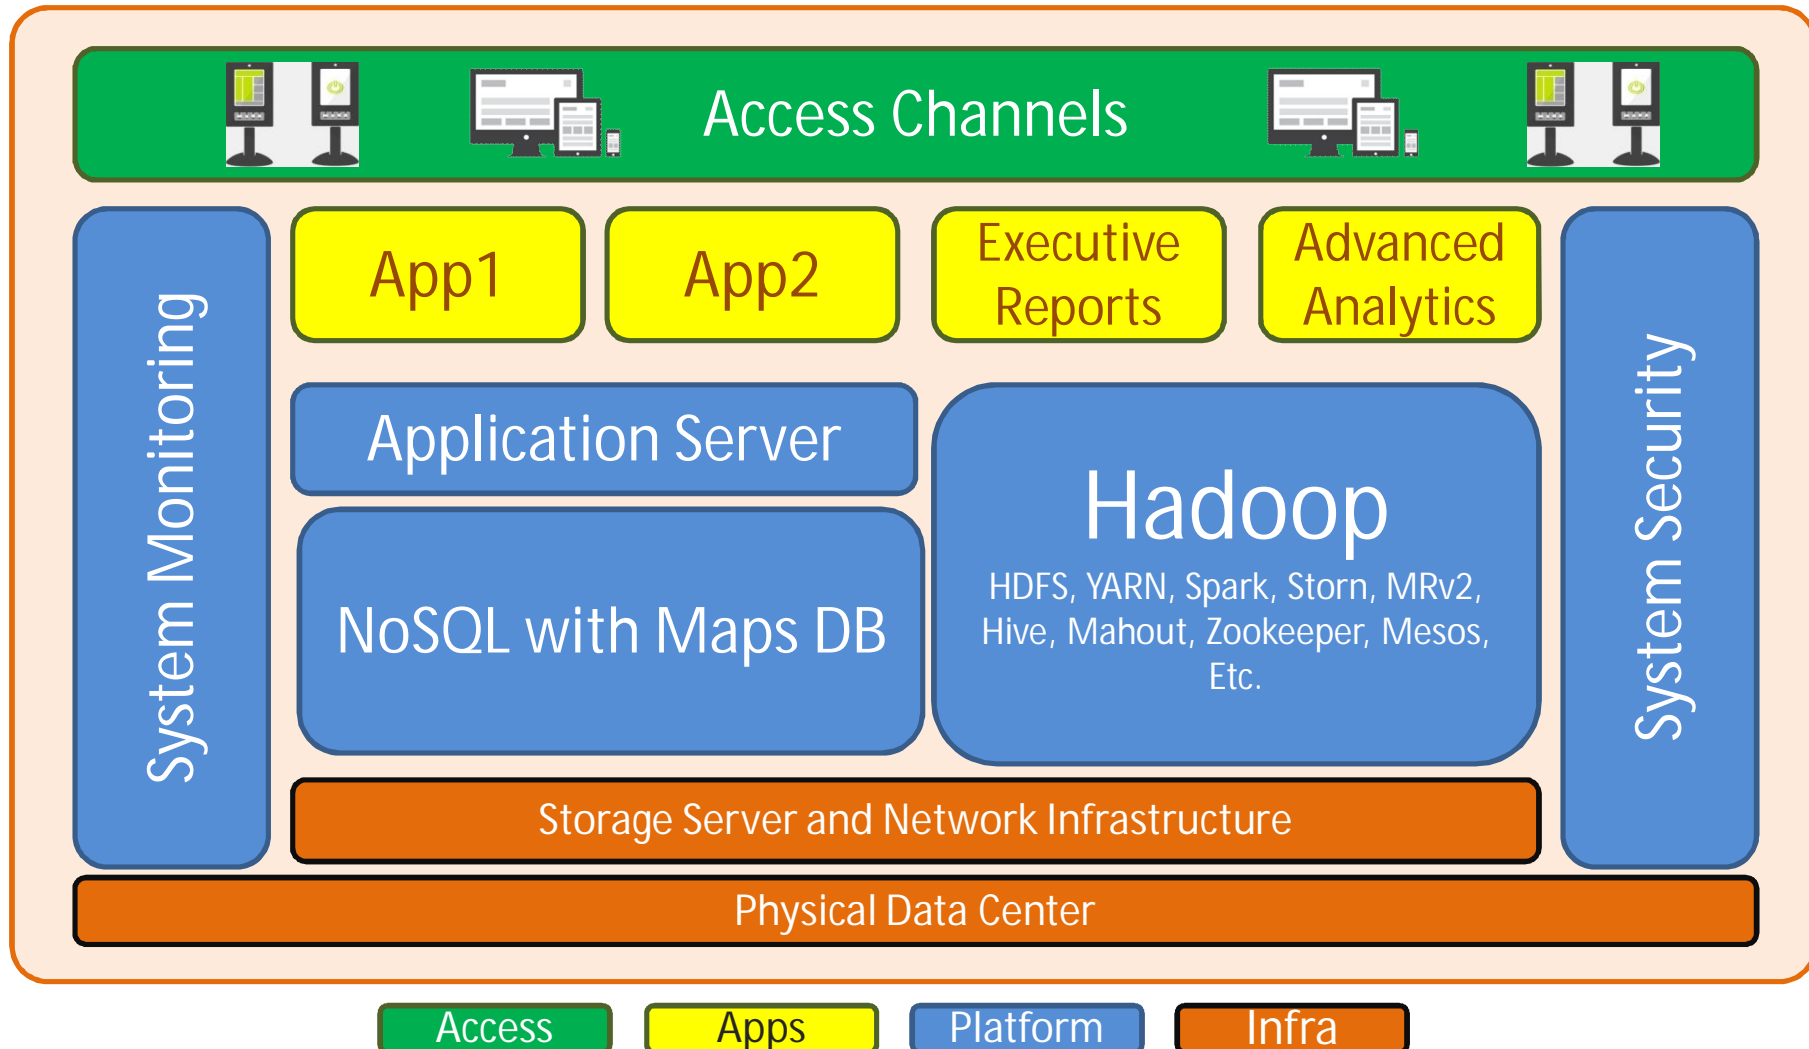 Access Channels
System Monitoring
App1
App2
Executive
Reports
Advanced
Analytics
System Security
Application Server
NoSQL with Maps DB
Hadoop
HDFS, YARN, Spark, Storn, MRv2,
Hive, Mahout, Zookeeper, Mesos,
Etc.
Storage Server and Network Infrastructure
Physical Data Center
Access
Apps
Platform
Infra